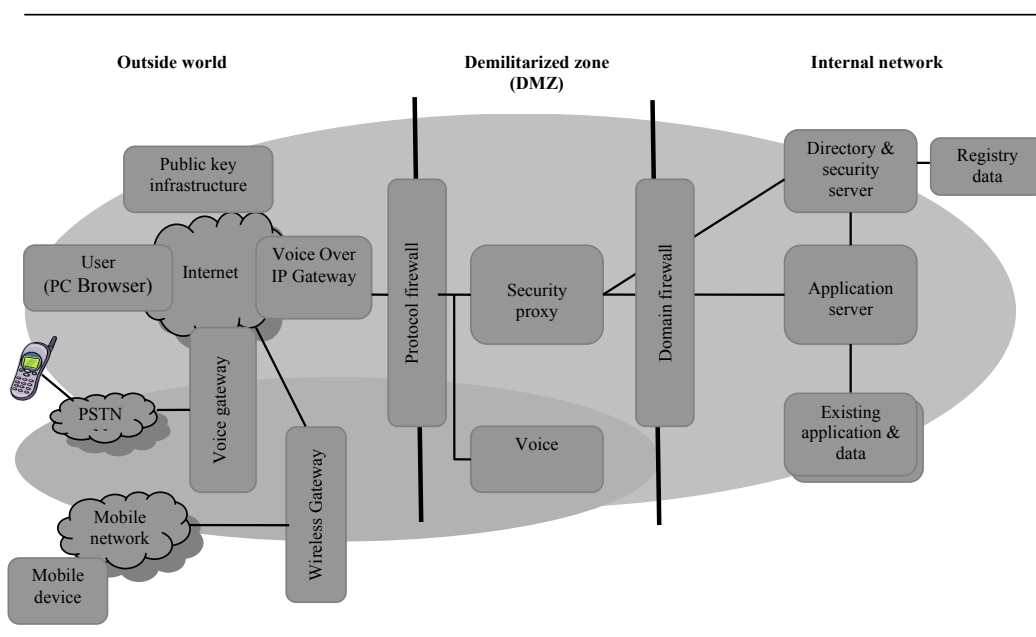 Outside world
Demilitarized zone
(DMZ)
Internal network
Public key
infrastructure
Directory &
security
server
Registry
data
User
(PC Browser)
Internet
Voice Over
IP Gateway
Protocol firewall
Security
proxy
Domain firewall
Application
server
PSTN
Voice gateway
Voice
Existing
application &
data
Mobile
network
Wireless Gateway
Mobile
device